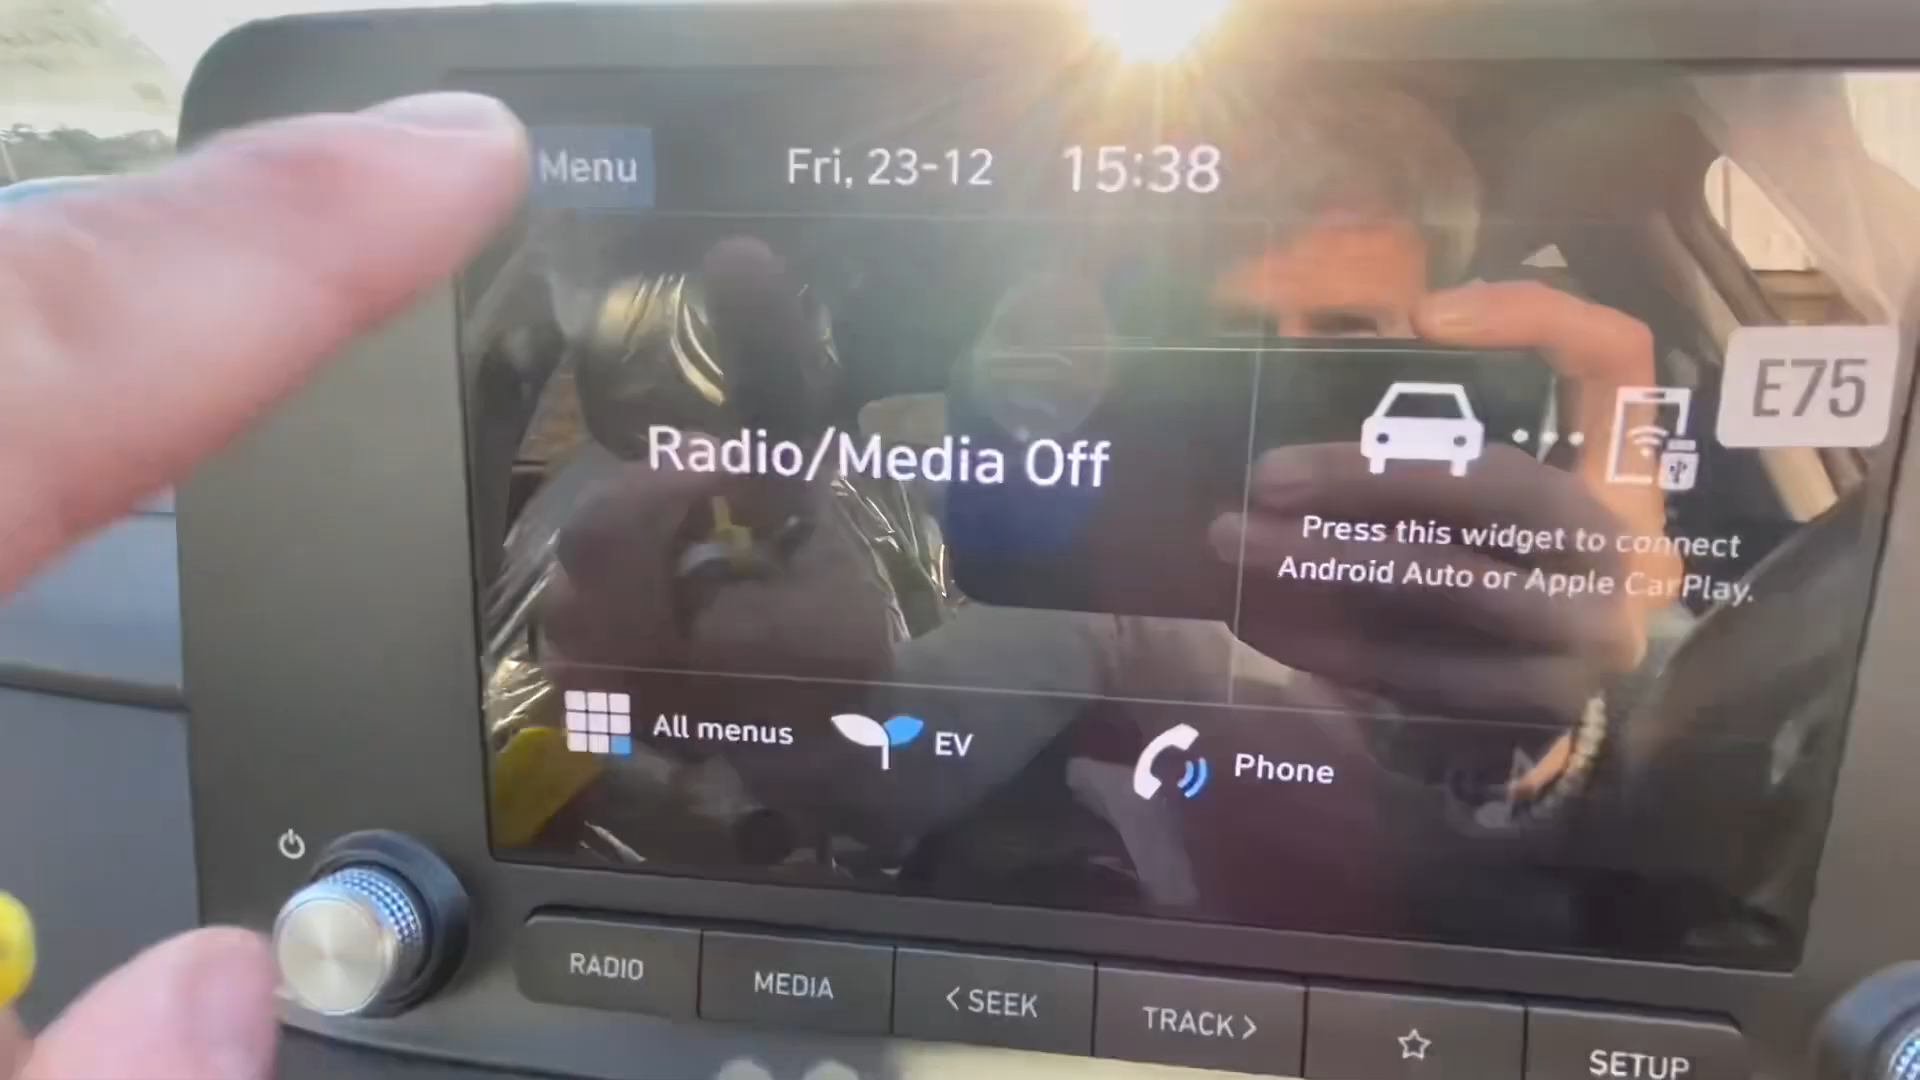 Menu
Fri, 23-12 15:38
E75
Radio/Media Off
Press this widget to connect
Android Auto or Apple CarPlay.
All menus
EV
Phone
RADIO
MEDIA
< SEEK
TRACK >
SETUP